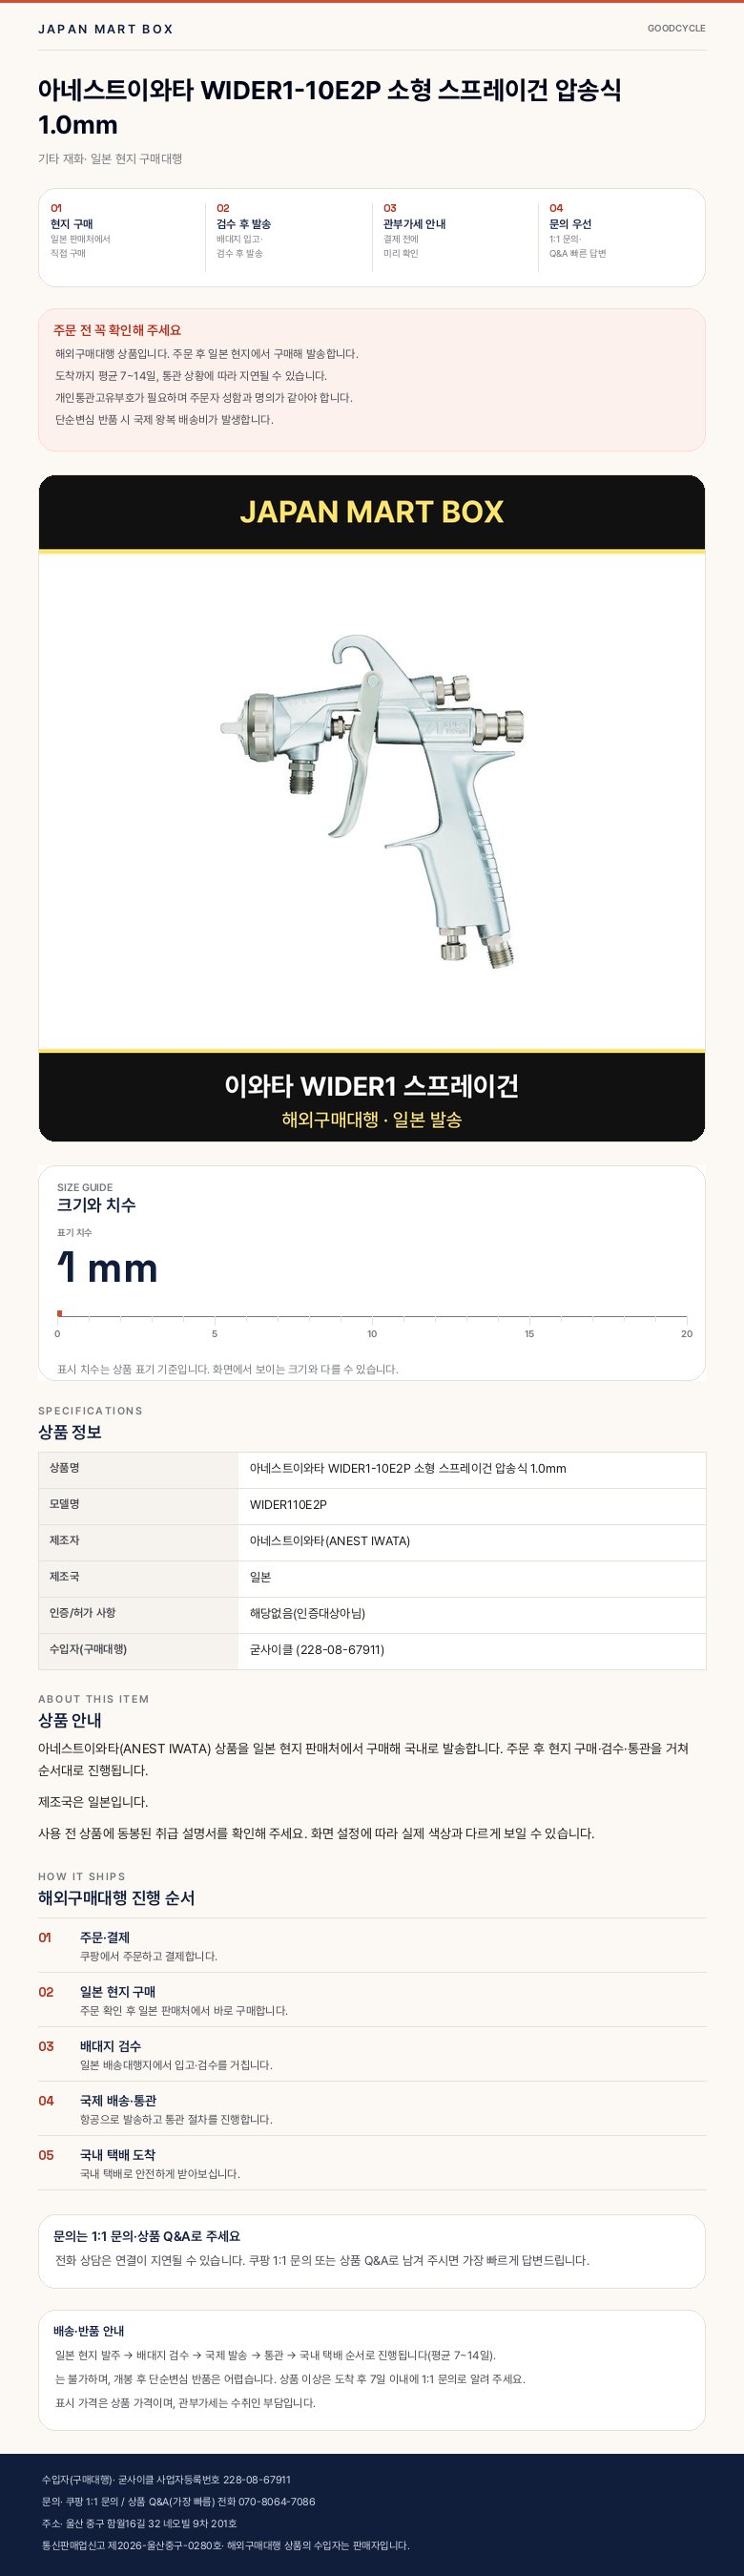 JAPAN MART BOX
GOODCYCLE
아네스트이와타 WIDER1-10E2P 소형 스프레이건 압송식
1.0mm
기타 재화· 일본 현지 구매대행
01
현지 구매
일본 판매처에서
직접 구매
02
검수 후 발송
배대지 입고·
검수 후 발송
03
관부가세 안내
결제 전에
미리 확인
04
문의 우선
1:1 문의·
Q&A 빠른 답변
주문 전 꼭 확인해 주세요
해외구매대행 상품입니다. 주문 후 일본 현지에서 구매해 발송합니다.
도착까지 평균 7~14일, 통관 상황에 따라 지연될 수 있습니다.
개인통관고유부호가 필요하며 주문자 성함과 명의가 같아야 합니다.
단순변심 반품 시 국제 왕복 배송비가 발생합니다.
JAPAN MART BOX
이와타 WIDER1 스프레이건
해외구매대행 · 일본 발송
SIZE GUIDE
크기와 치수
표기 치수
1 mm
0 5 10 15 20
표시 치수는 상품 표기 기준입니다. 화면에서 보이는 크기와 다를 수 있습니다.
SPECIFICATIONS
상품 정보
상품명 아네스트이와타 WIDER1-10E2P 소형 스프레이건 압송식 1.0mm
모델명 WIDER110E2P
제조자 아네스트이와타(ANEST IWATA)
제조국 일본
인증/허가 사항 해당없음(인증대상아님)
수입자(구매대행) 굳사이클 (228-08-67911)
ABOUT THIS ITEM
상품 안내
아네스트이와타(ANEST IWATA) 상품을 일본 현지 판매처에서 구매해 국내로 발송합니다. 주문 후 현지 구매·검수·통관을 거쳐
순서대로 진행됩니다.
제조국은 일본입니다.
사용 전 상품에 동봉된 취급 설명서를 확인해 주세요. 화면 설정에 따라 실제 색상과 다르게 보일 수 있습니다.
HOW IT SHIPS
해외구매대행 진행 순서
01 주문·결제
쿠팡에서 주문하고 결제합니다.
02 일본 현지 구매
주문 확인 후 일본 판매처에서 바로 구매합니다.
03 배대지 검수
일본 배송대행지에서 입고·검수를 거칩니다.
04 국제 배송·통관
항공으로 발송하고 통관 절차를 진행합니다.
05 국내 택배 도착
국내 택배로 안전하게 받아보십니다.
문의는 1:1 문의·상품 Q&A로 주세요
전화 상담은 연결이 지연될 수 있습니다. 쿠팡 1:1 문의 또는 상품 Q&A로 남겨 주시면 가장 빠르게 답변드립니다.
배송·반품 안내
일본 현지 발주 → 배대지 검수 → 국제 발송 → 통관 → 국내 택배 순서로 진행됩니다(평균 7~14일).
는 불가하며, 개봉 후 단순변심 반품은 어렵습니다. 상품 이상은 도착 후 7일 이내에 1:1 문의로 알려 주세요.
표시 가격은 상품 가격이며, 관부가세는 수취인 부담입니다.
수입자(구매대행)· 굳사이클 사업자등록번호 228-08-67911
문의· 쿠팡 1:1 문의 / 상품 Q&A(가장 빠름) 전화 070-8064-7086
주소· 울산 중구 함월16길 32 네오빌 9차 201호
통신판매업신고 제2026-울산중구-0280호· 해외구매대행 상품의 수입자는 판매자입니다.